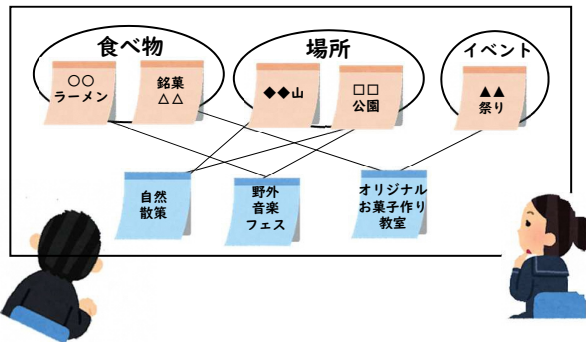 食べ物
場所
イベント
○○
ラーメン
銘菓
△△
◆◆山
□□
公園
▲▲
祭り
自然
散策
野外
音楽
フェス
オリジナル
お菓子作り
教室